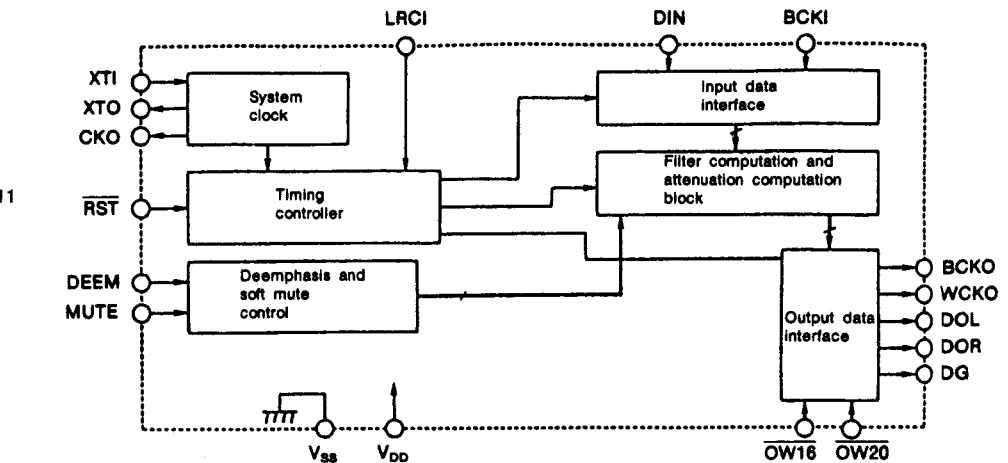 LRCI
DIN
BCKI
XTI
XTO
CKO
System
clock
Input data
interface
Filter computation and
attenuation computation
block
J1
RST
Timing
controller
DEEM
MUTE
Deemphasis and
soft mute
control
Output data
interface
BCKO
WCKO
DOL
DOR
DG
VSS
VDD
OW16
OW20